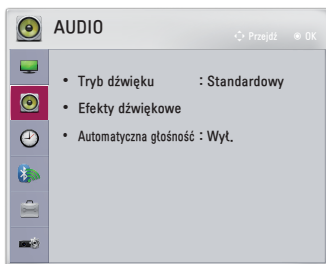 AUDIO
Przejdź OK
• Tryb dźwięku : Standardowy
• Efekty dźwiękowe
• Automatyczna głośność : Wył.